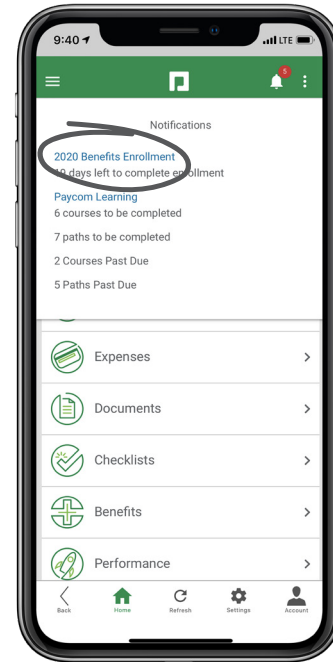 9:40
LTE
5
Notifications
2020 Benefits Enrollment
days left to complete enrollment
Paycom Learning
6 courses to be completed
7 paths to be completed
2 Courses Past Due
5 Paths Past Due
Expenses
Documents
Checklists
Benefits
Performance
Back Home Refresh Settings Account